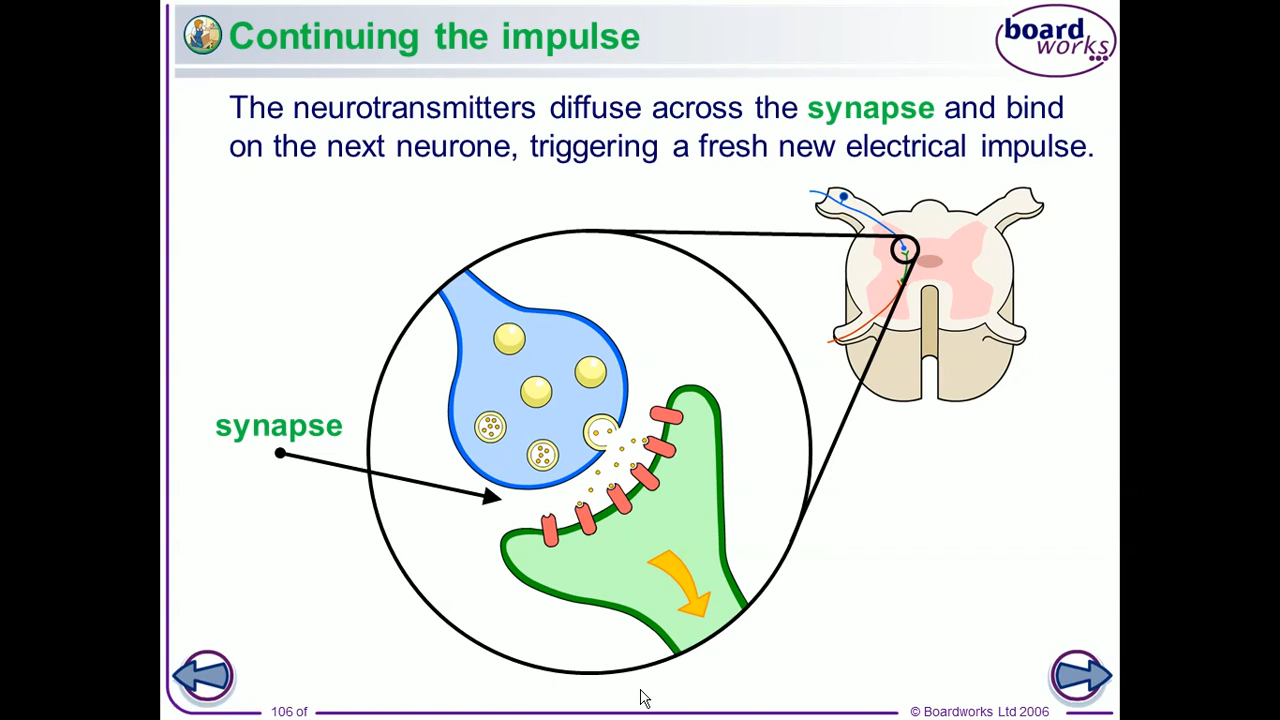 Continuing the impulse
board
works
The neurotransmitters diffuse across the synapse and bind
on the next neurone, triggering a fresh new electrical impulse.
synapse
106 of
© Boardworks Ltd 2006